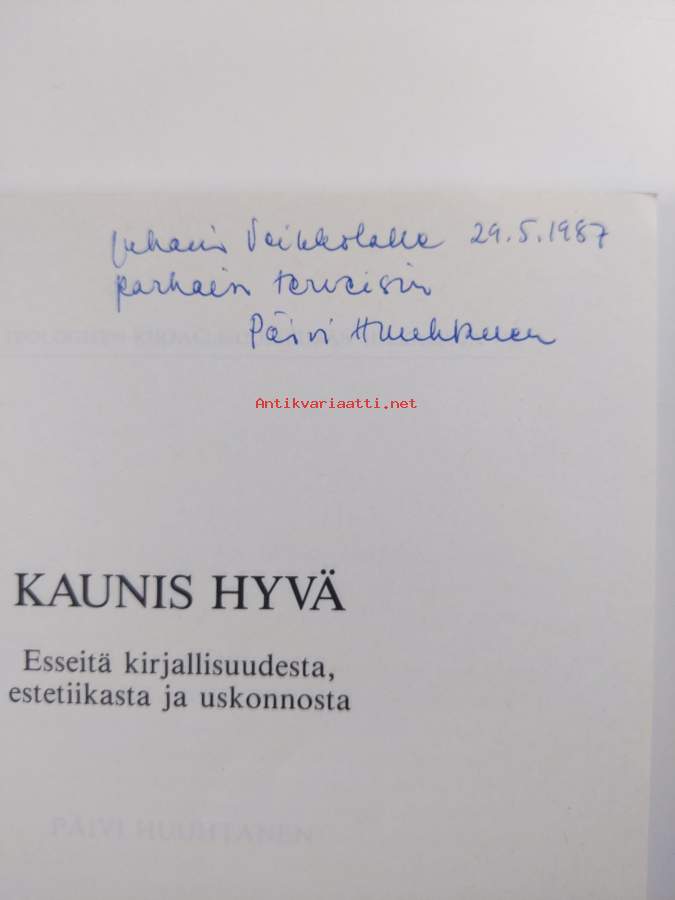 Juhani Veikkolalle 29.5.1987
parhain terveisin
Päivi Huuhtanen
Antikvariaatti.net
KAUNIS HYVÄ
Esseitä kirjallisuudesta,
estetiikasta ja uskonnosta
PÄIVI HUUHTANEN